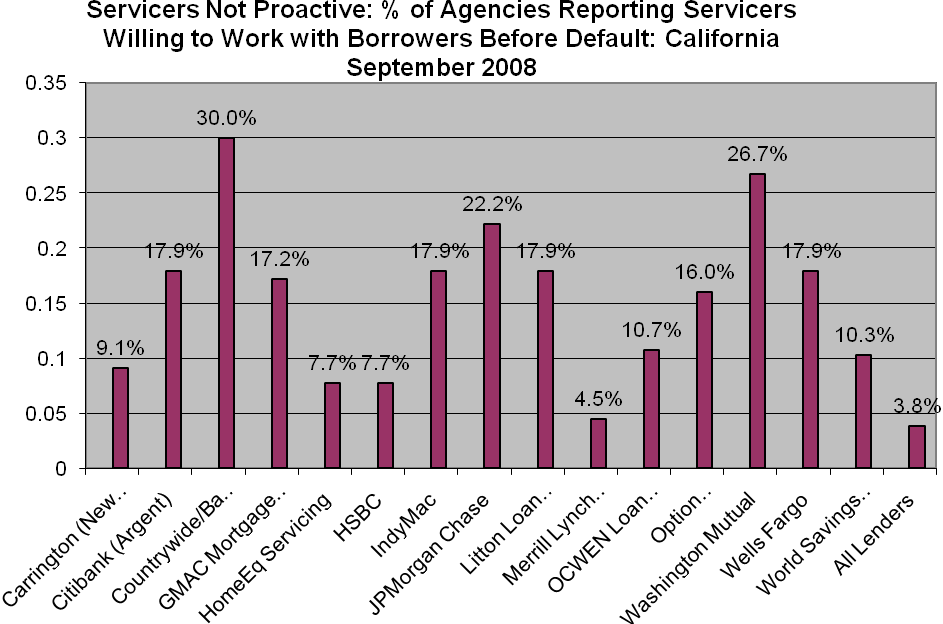 Servicers Not Proactive: % of Agencies Reporting Servicers
Willing to Work with Borrowers Before Default: California
September 2008
0.35
0.3
0.25
0.2
0.15
0.1
0.05
0
9.1%
17.9%
30.0%
17.2%
7.7%
7.7%
17.9%
22.2%
17.9%
4.5%
10.7%
16.0%
26.7%
17.9%
10.3%
3.8%
Carrington (New..
Citibank (Argent)
Countrywide/Ba..
GMAC Mortgage..
HomeEq Servicing
HSBC
IndyMac
JPMorgan Chase
Litton Loan..
Merrill Lynch..
OCWEN Loan..
Option..
Washington Mutual
Wells Fargo
World Savings..
All Lenders